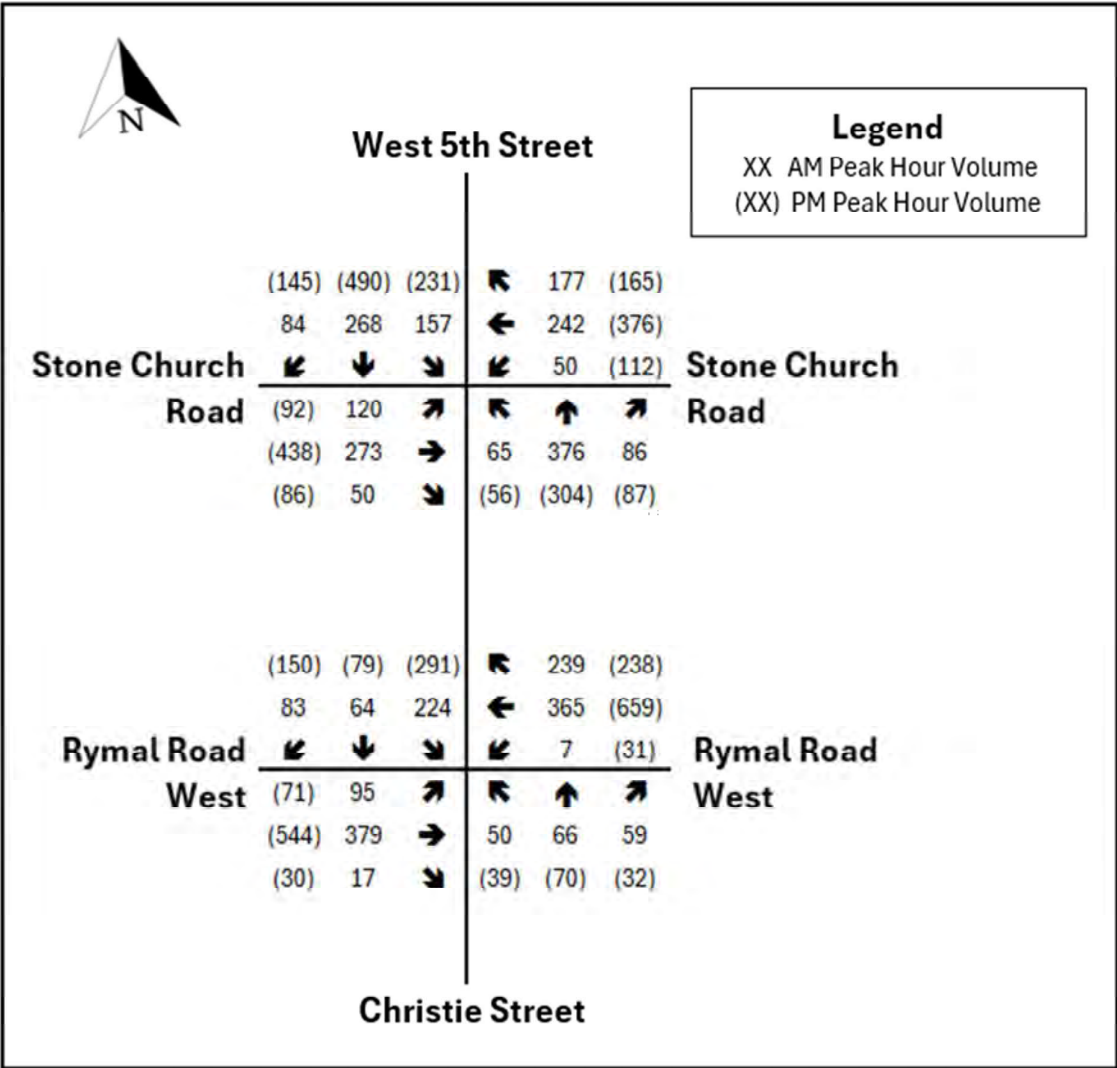 N
West 5th Street
Legend
XX AM Peak Hour Volume
(XX) PM Peak Hour Volume
(145) (490) (231) 177 (165)
84 268 157 242 (376)
Stone Church 50 (112) Stone Church
Road (92) 120 Road
(438) 273 65 376 86
(86) 50 (56) (304) (87)
(150) (79) (291) 239 (238)
83 64 224 365 (659)
Rymal Road 7 (31) Rymal Road
West (71) 95 West
(544) 379 50 66 59
(30) 17 (39) (70) (32)
Christie Street